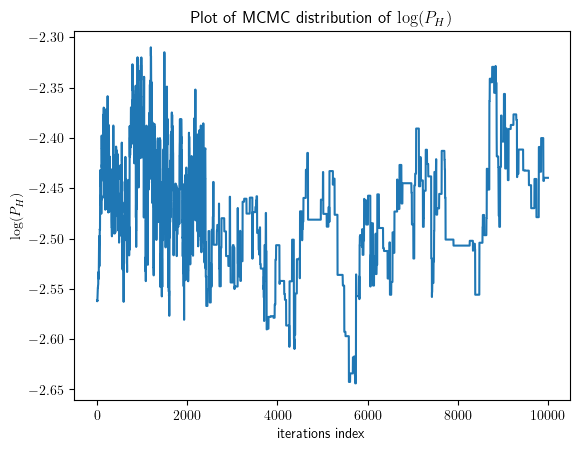 Plot of MCMC distribution of log(P_H)
−2.30
−2.35
−2.40
−2.45
−2.50
−2.55
−2.60
−2.65
log(P_H)
0 2000 4000 6000 8000 10000
iterations index